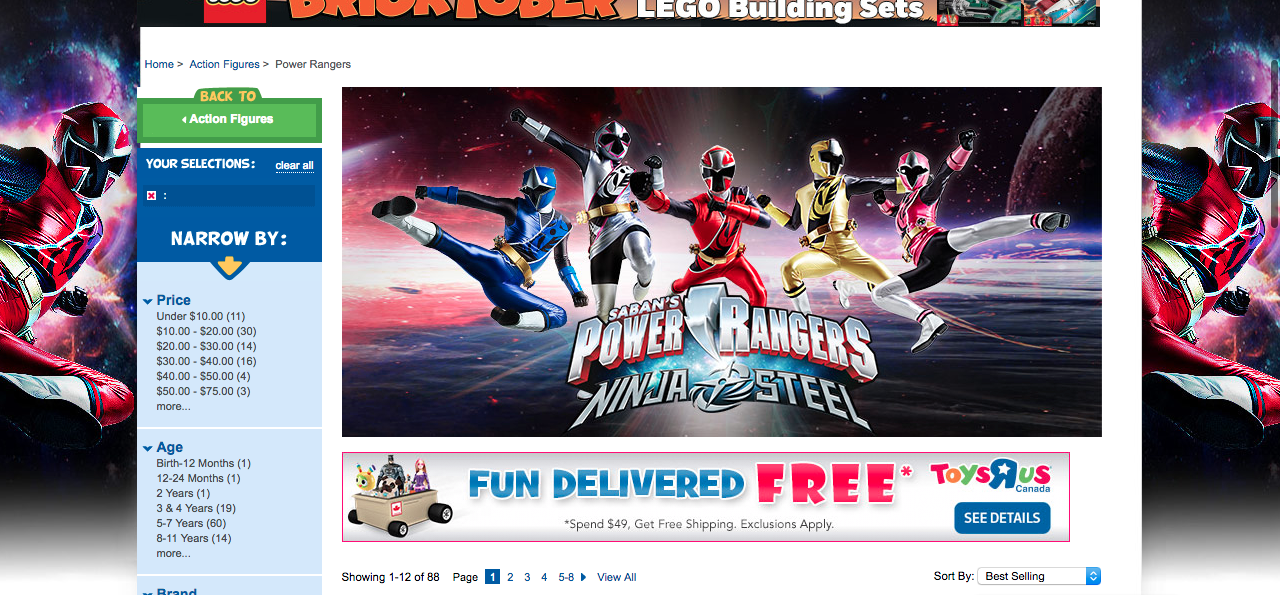 LEGO
BRICKTOBER
LEGO Building Sets
Home > Action Figures > Power Rangers
BACK TO
Action Figures
YOUR SELECTIONS: clear all
:
NARROW BY:
Price
Under $10.00 (11)
$10.00 - $20.00 (30)
$20.00 - $30.00 (14)
$30.00 - $40.00 (16)
$40.00 - $50.00 (4)
$50.00 - $75.00 (3)
more...
Age
Birth-12 Months (1)
12-24 Months (1)
2 Years (1)
3 & 4 Years (19)
5-7 Years (60)
8-11 Years (14)
more...
Brand
SABAN'S
POWER RANGERS
NINJA STEEL
FUN DELIVERED FREE*
*Spend $49, Get Free Shipping. Exclusions Apply.
TOYSRUS
Canada
SEE DETAILS
Showing 1-12 of 88 Page 1 2 3 4 5-8 View All
Sort By: Best Selling